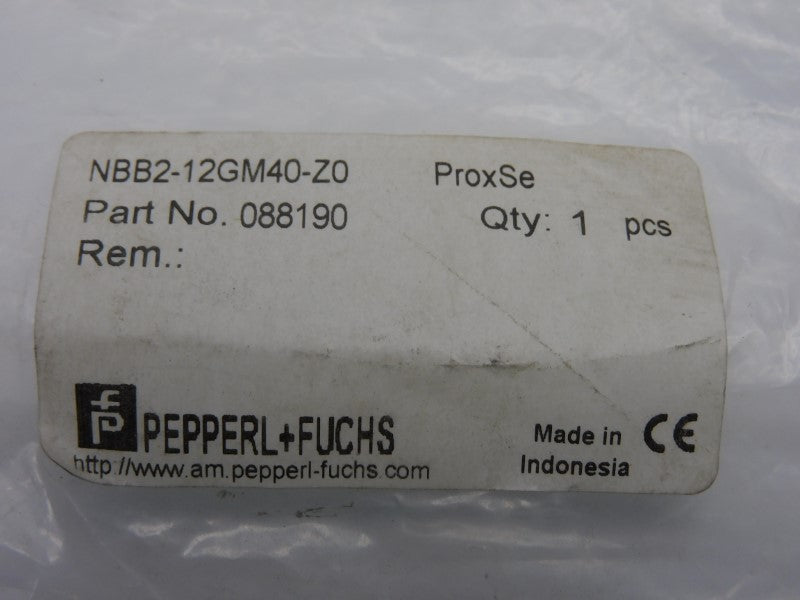 NBB2-12GM40-Z0 ProxSe
Part No. 088190 Qty: 1 pcs
Rem.:
PEPPERL+FUCHS
http://www.am.pepperl-fuchs com
Made in CE
Indonesia